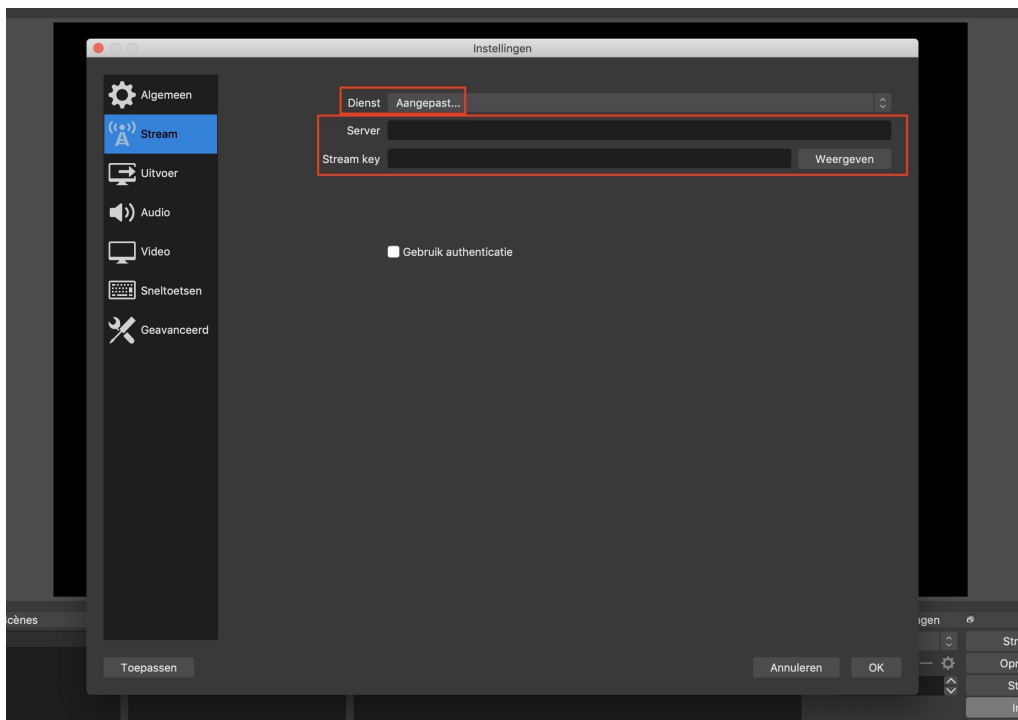 Instellingen
Algemeen
Stream
Uitvoer
Audio
Video
Sneltoetsen
Geavanceerd
Dienst Aangepast...
Server
Stream key Weergeven
Gebruik authenticatie
Toepassen
Annuleren OK